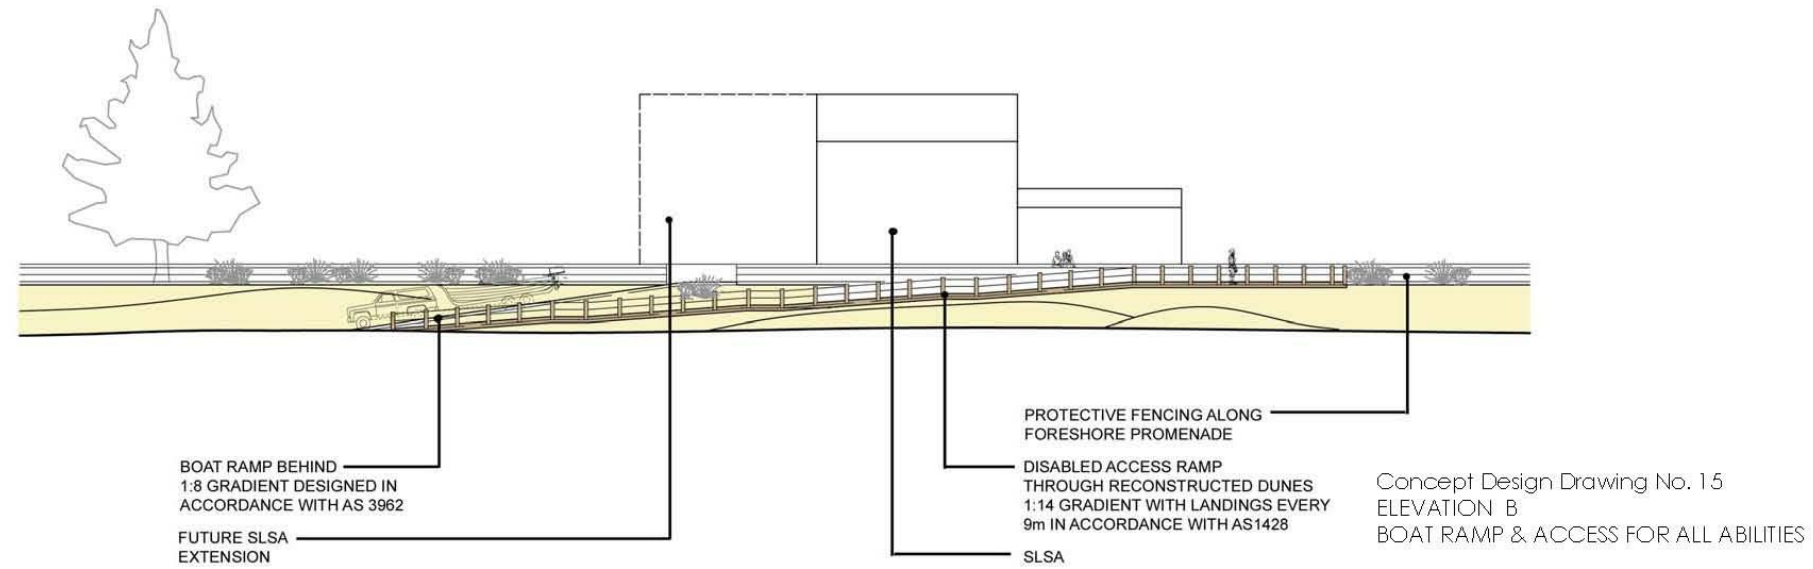 BOAT RAMP BEHIND
1:8 GRADIENT DESIGNED IN
ACCORDANCE WITH AS 3962
FUTURE SLSA
EXTENSION
PROTECTIVE FENCING ALONG
FORESHORE PROMENADE
DISABLED ACCESS RAMP
THROUGH RECONSTRUCTED DUNES
1:14 GRADIENT WITH LANDINGS EVERY
9m IN ACCORDANCE WITH AS1428
SLSA
Concept Design Drawing No. 15
ELEVATION B
BOAT RAMP & ACCESS FOR ALL ABILITIES